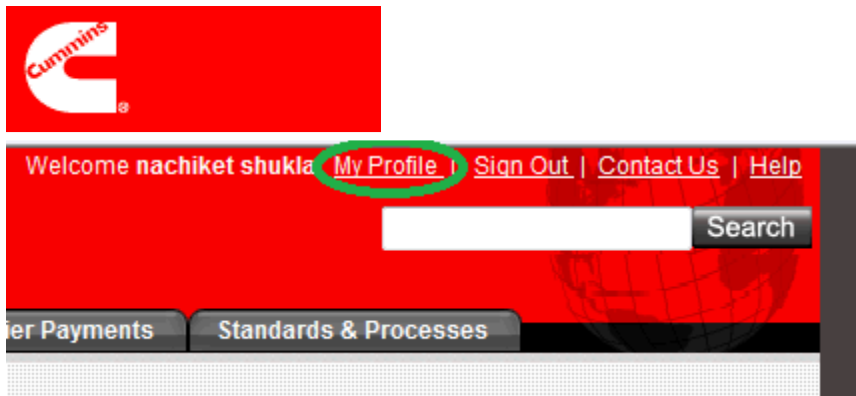 Cummins
®
Welcome nachiket shukla My Profile | Sign Out | Contact Us | Help
Search
ier Payments Standards & Processes